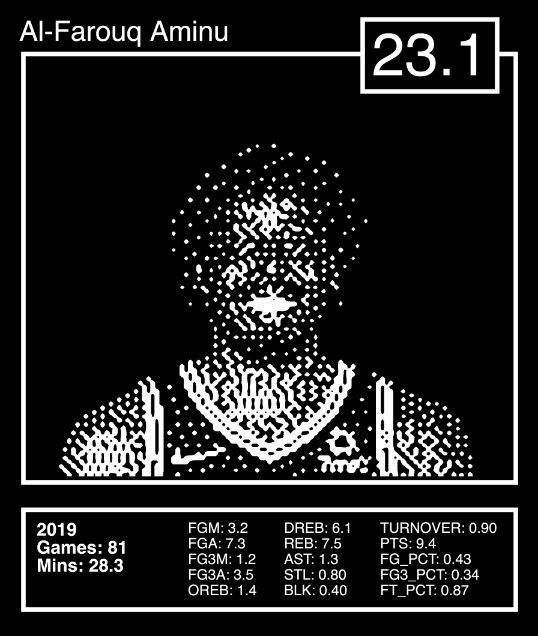 Al-Farouq Aminu
23.1
2019
Games: 81
Mins: 28.3
FGM: 3.2
FGA: 7.3
FG3M: 1.2
FG3A: 3.5
OREB: 1.4
DREB: 6.1
REB: 7.5
AST: 1.3
STL: 0.80
BLK: 0.40
TURNOVER: 0.90
PTS: 9.4
FG_PCT: 0.43
FG3_PCT: 0.34
FT_PCT: 0.87